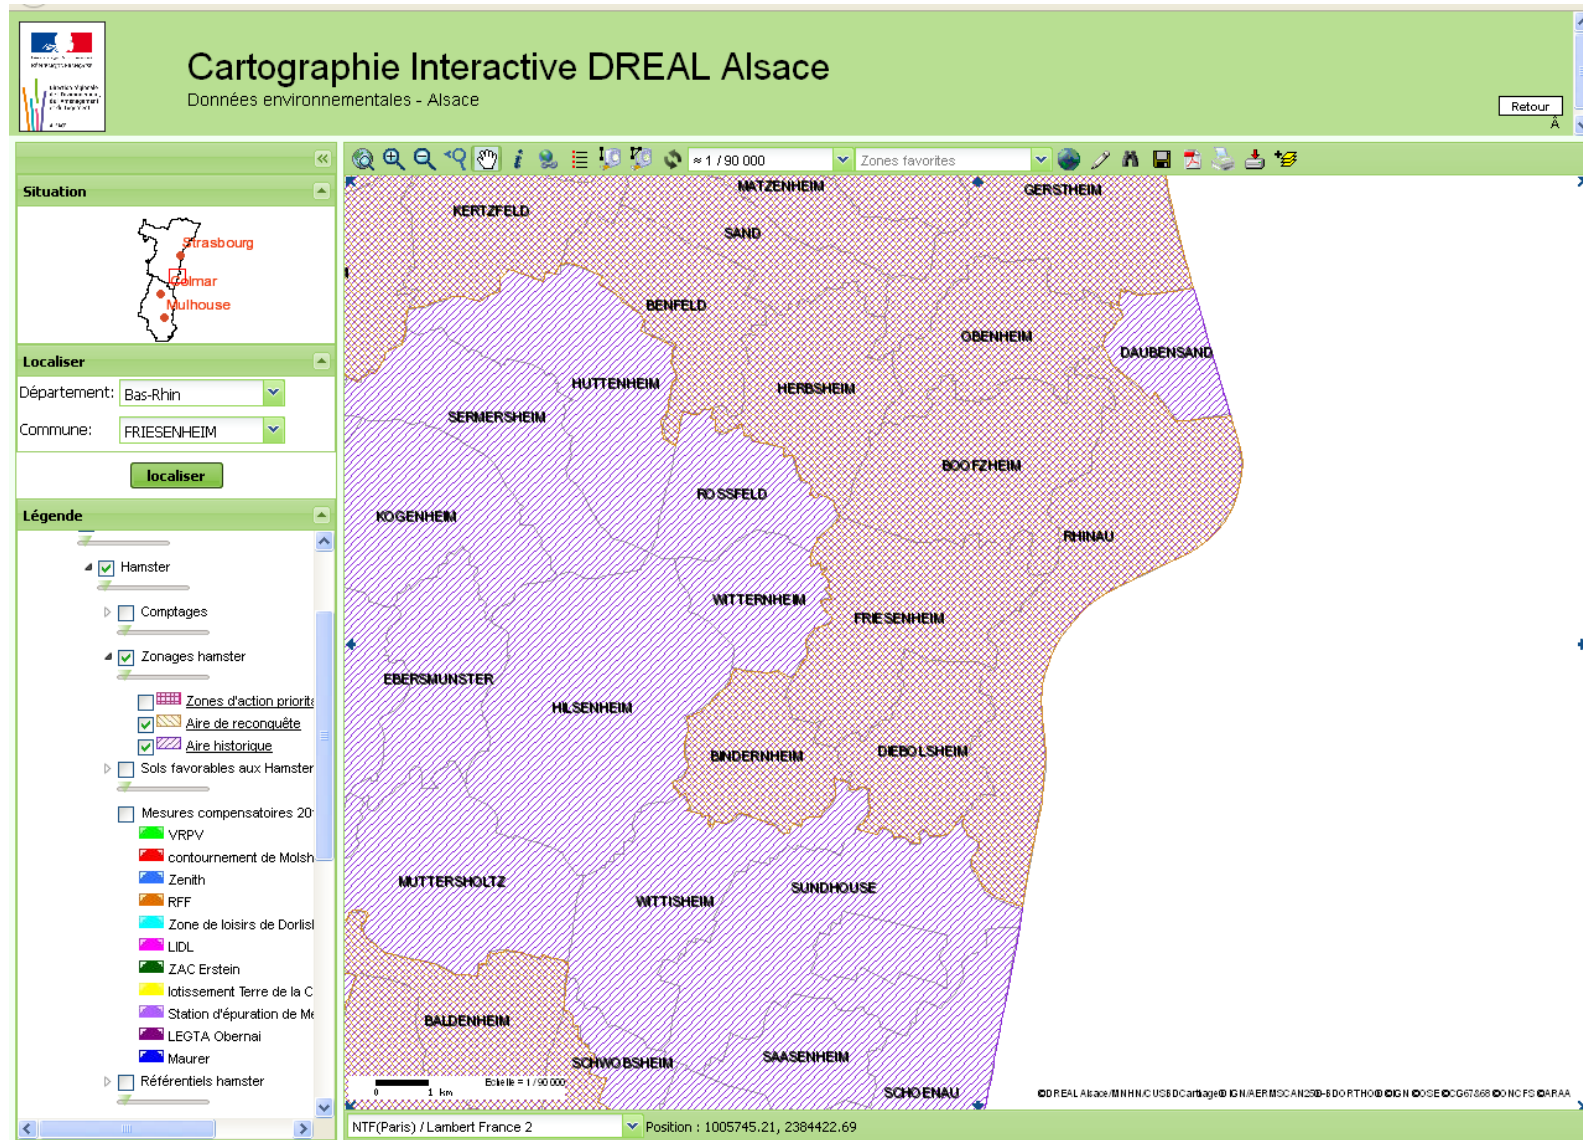 Cartographie Interactive DREAL Alsace
Données environnementales - Alsace
Retour
Â
Situation
Strasbourg
Colmar
Mulhouse
Localiser
Département:
Bas-Rhin
Commune:
FRIESENHEIM
localiser
Légende
Hamster
Comptages
Zonages hamster
Zones d'action priorita
Aire de reconquête
Aire historique
Sols favorables aux Hamster
Mesures compensatoires 20
VRPV
contournement de Molsh
Zenith
RFF
Zone de loisirs de Dorlis
LIDL
ZAC Erstein
lotissement Terre de la C
Station d'épuration de Me
LEGTA Obernai
Maurer
Référentiels hamster
≈ 1 / 90 000
Zones favorites
MATZENHEIM
GERSTHEIM
KERTZFELD
SAND
BENFELD
OBENHEIM
DAUBENSAND
HUTTENHEIM
HERBSHEIM
SERMERSHEIM
BOOFZHEIM
ROSSFELD
KOGENHEIM
RHINAU
WITTERNHEIM
FRIESENHEIM
EBERSMUNSTER
HILSENHEIM
BINDERNHEIM
DIEBOLSHEIM
MUTTERSHOLTZ
SUNDHOUSE
WITTISHEIM
BALDENHEIM
SCHWOBSHEIM
SAASENHEIM
SCHOENAU
Echelle = 1 / 90 000
0 1 km
NTF(Paris) / Lambert France 2
Position : 1005745.21, 2384422.69